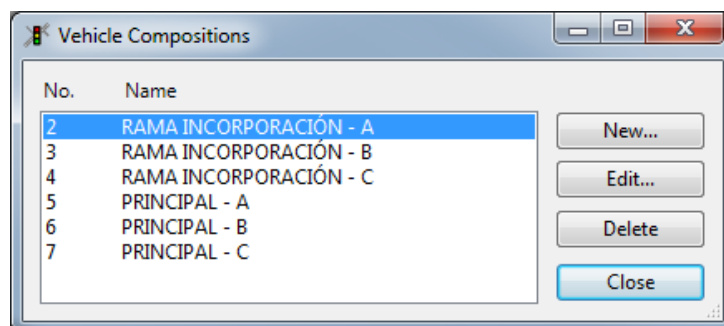 Vehicle Compositions
No. Name
2 RAMA INCORPORACIÓN - A
3 RAMA INCORPORACIÓN - B
4 RAMA INCORPORACIÓN - C
5 PRINCIPAL - A
6 PRINCIPAL - B
7 PRINCIPAL - C
New...
Edit...
Delete
Close